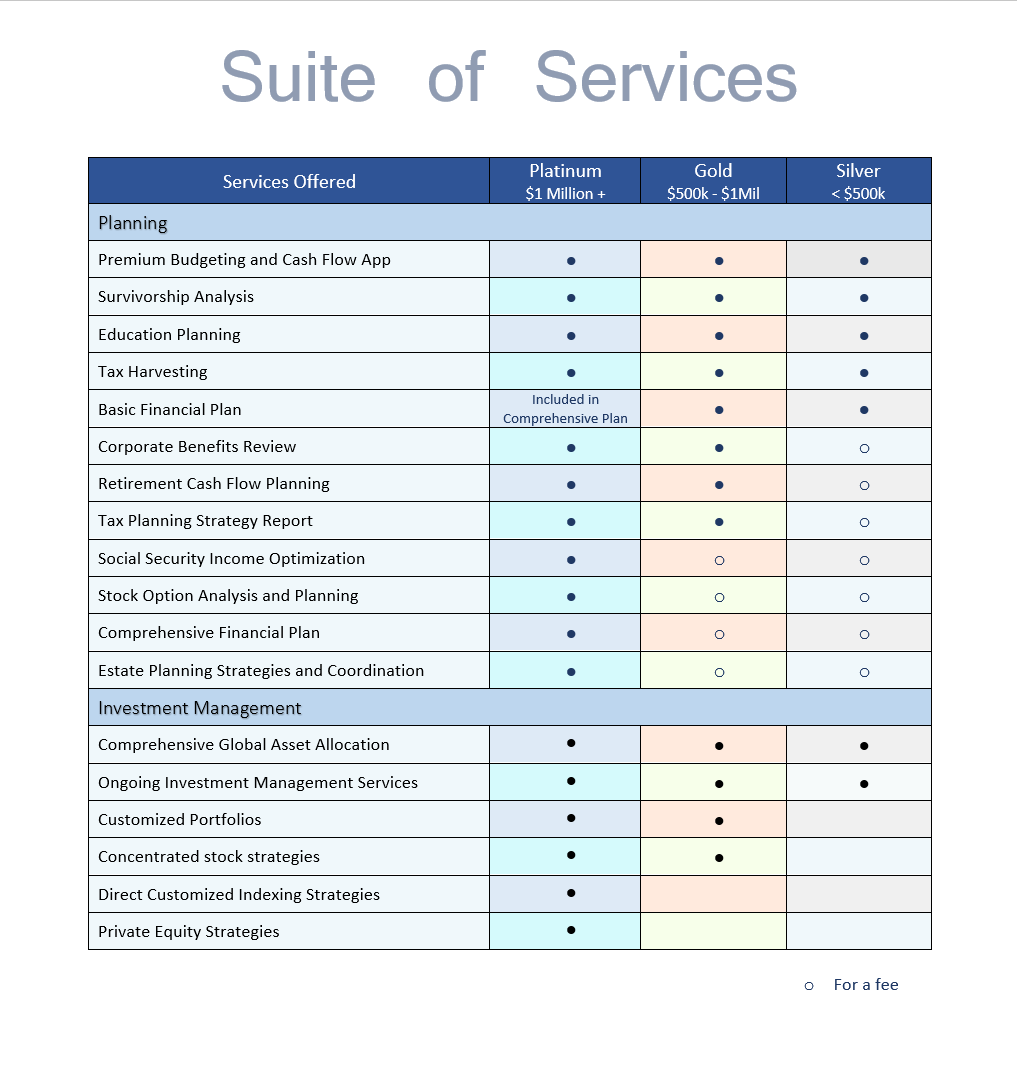 Suite of Services
Services Offered
Platinum
$1 Million +
Gold
$500k - $1Mil
Silver
< $500k
Planning
Premium Budgeting and Cash Flow App
Survivorship Analysis
Education Planning
Tax Harvesting
Basic Financial Plan
Included in
Comprehensive Plan
Corporate Benefits Review
Retirement Cash Flow Planning
Tax Planning Strategy Report
Social Security Income Optimization
Stock Option Analysis and Planning
Comprehensive Financial Plan
Estate Planning Strategies and Coordination
Investment Management
Comprehensive Global Asset Allocation
Ongoing Investment Management Services
Customized Portfolios
Concentrated stock strategies
Direct Customized Indexing Strategies
Private Equity Strategies
For a fee